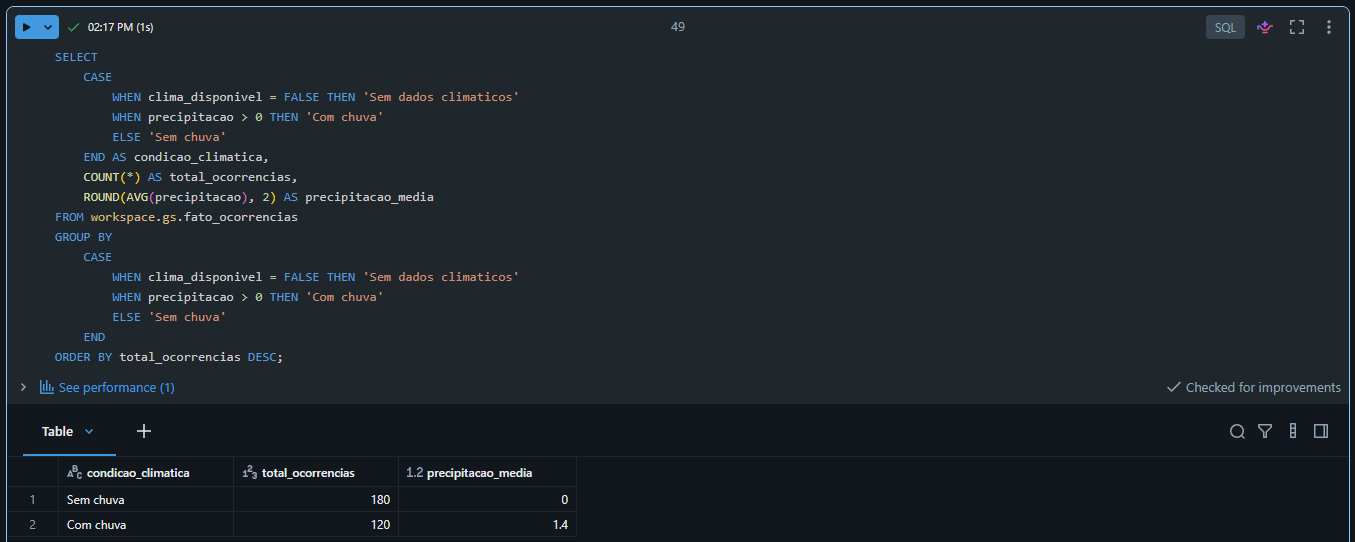 02:17 PM (1s)
49
SQL
SELECT
CASE
WHEN clima_disponivel = FALSE THEN 'Sem dados climaticos'
WHEN precipitacao > 0 THEN 'Com chuva'
ELSE 'Sem chuva'
END AS condicao_climatica,
COUNT(*) AS total_ocorrencias,
ROUND(AVG(precipitacao), 2) AS precipitacao_media
FROM workspace.gs.fato_ocorrencias
GROUP BY
CASE
WHEN clima_disponivel = FALSE THEN 'Sem dados climaticos'
WHEN precipitacao > 0 THEN 'Com chuva'
ELSE 'Sem chuva'
END
ORDER BY total_ocorrencias DESC;
See performance (1)
Checked for improvements
Table
ABC condicao_climatica 123 total_ocorrencias 1.2 precipitacao_media
1 Sem chuva 180 0
2 Com chuva 120 1.4